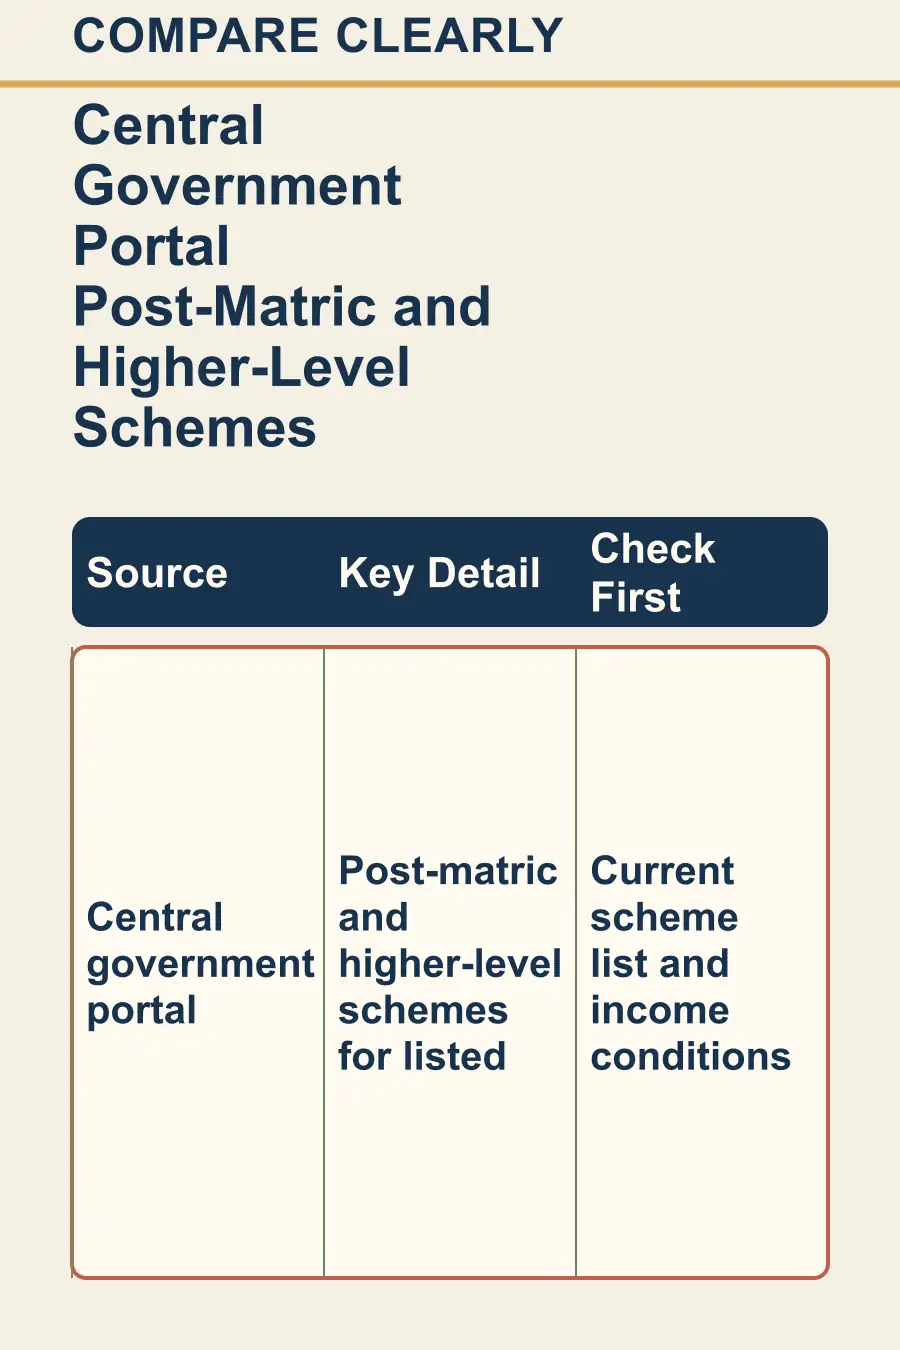 COMPARE CLEARLY
Central
Government
Portal
Post-Matric and
Higher-Level
Schemes
Source
Key Detail
Check
First
Central
government
portal
Post-matric
and
higher-level
schemes
for listed
Current
scheme
list and
income
conditions